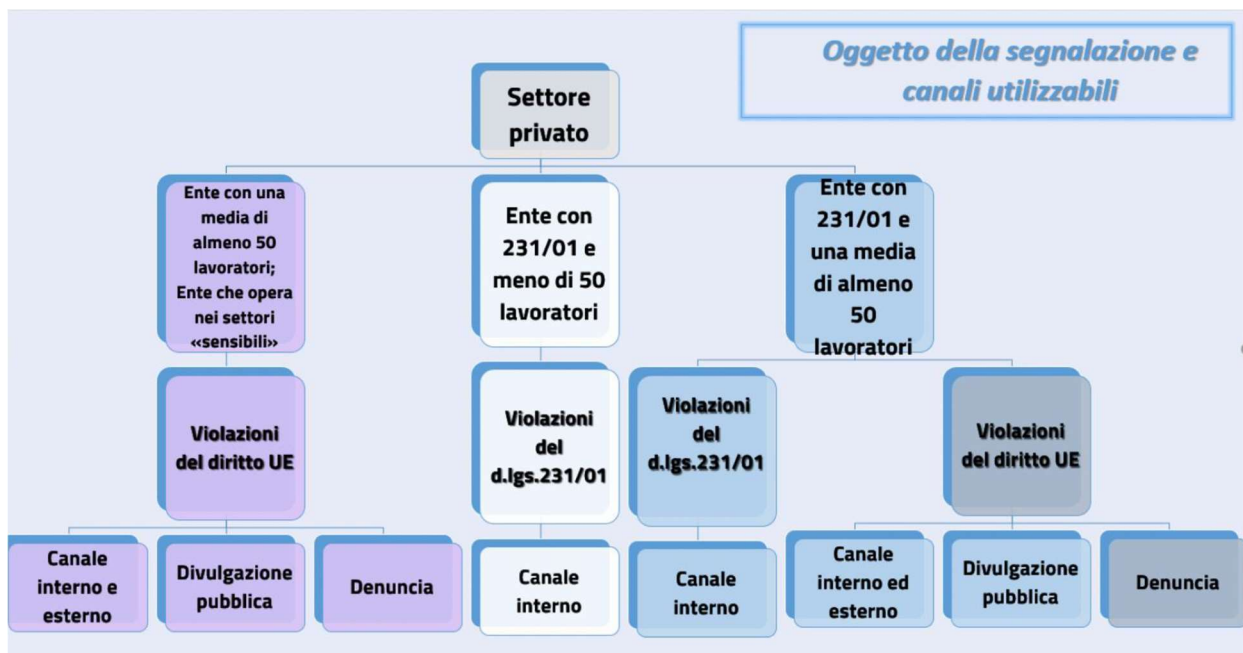 Oggetto della segnalazione e
canali utilizzabili
Settore
privato
Ente con una
media di
almeno 50
lavoratori;
Ente che opera
nei settori
«sensibili»
Ente con
231/01 e
meno di 50
lavoratori
Ente con
231/01 e
una media
di almeno
50
lavoratori
Violazioni
del diritto UE
Violazioni
del
d.lgs.231/01
Violazioni
del
d.lgs.231/01
Violazioni
del diritto UE
Canale
interno e
esterno
Divulgazione
pubblica
Denuncia
Canale
interno
Canale
interno
Canale
interno ed
esterno
Divulgazione
pubblica
Denuncia